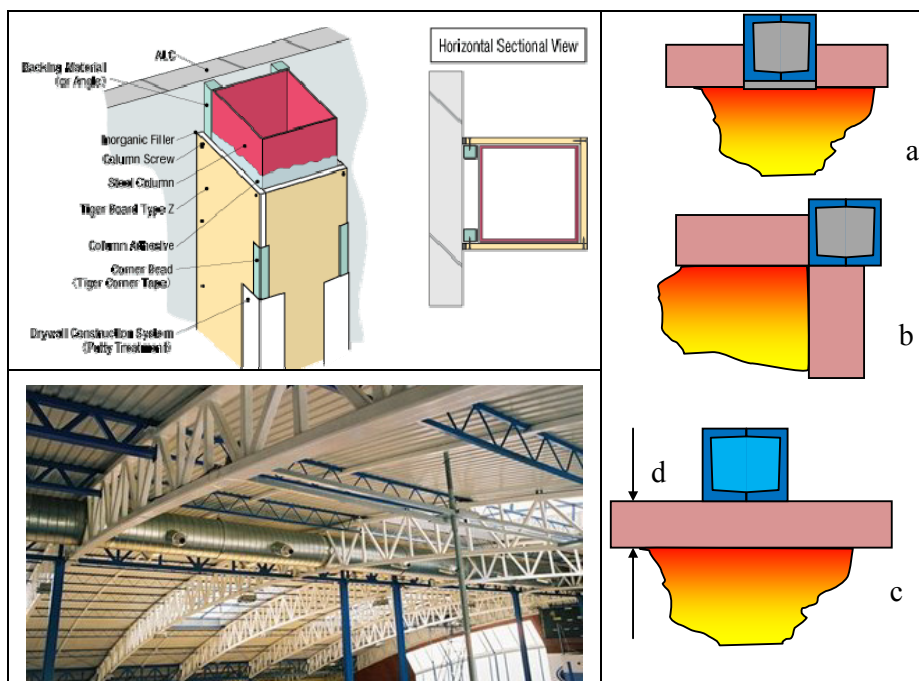 ALC
Backing Material
(or Angle)
Inorganic Filler
Column Screw
Steel Column
Tiger Board Type Z
Column Adhesive
Corner Bead
(Tiger Corner Tape)
Drywall Construction System
(Putty Treatment)
Horizontal Sectional View
a
b
d
c